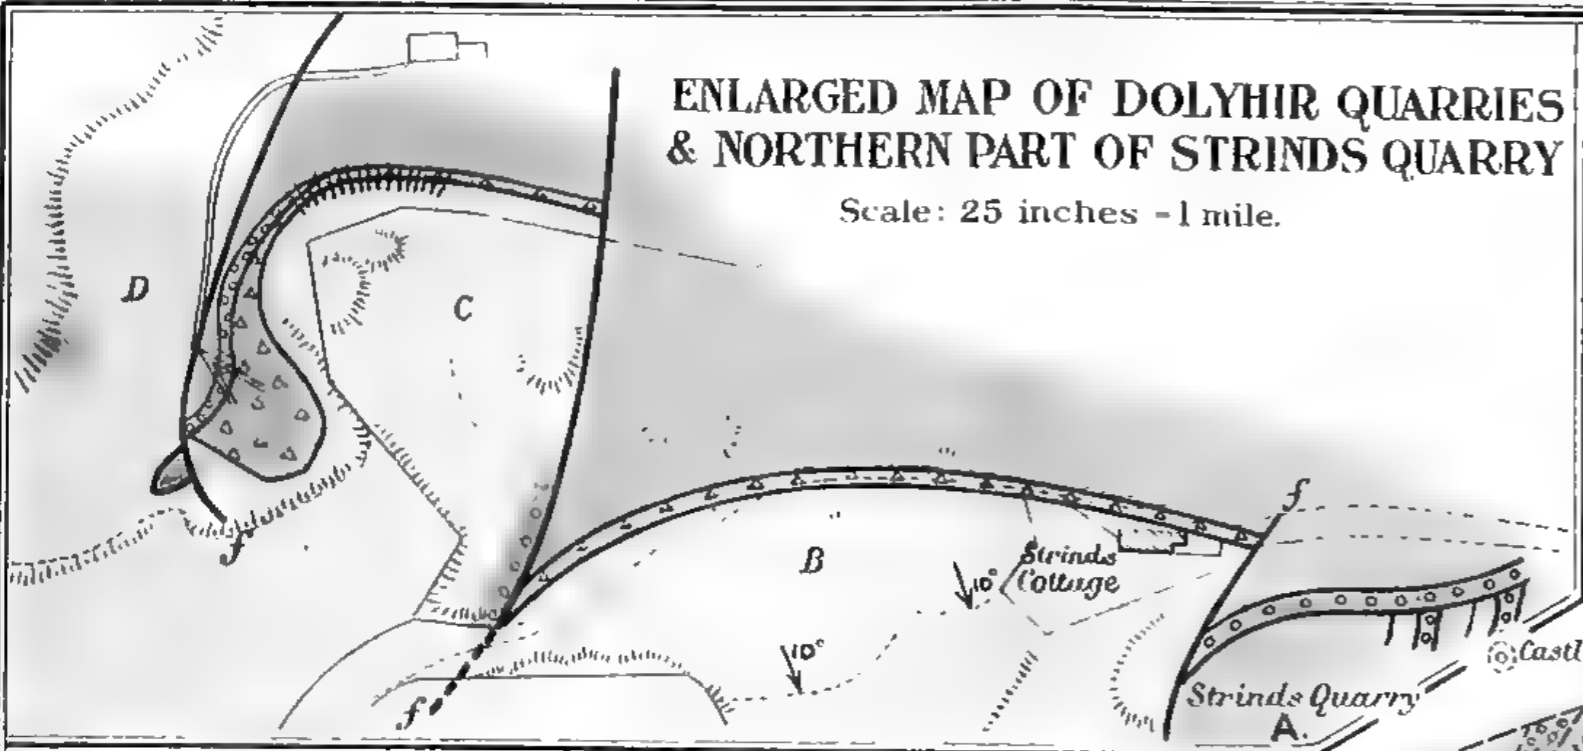 ENLARGED MAP OF DOLYHIR QUARRIES
& NORTHERN PART OF STRINDS QUARRY
Scale: 25 inches = 1 mile.
D
C
f
f
B
Strinds
Cottage
10°
10°
f
f
Castl
Strinds Quarry
A.